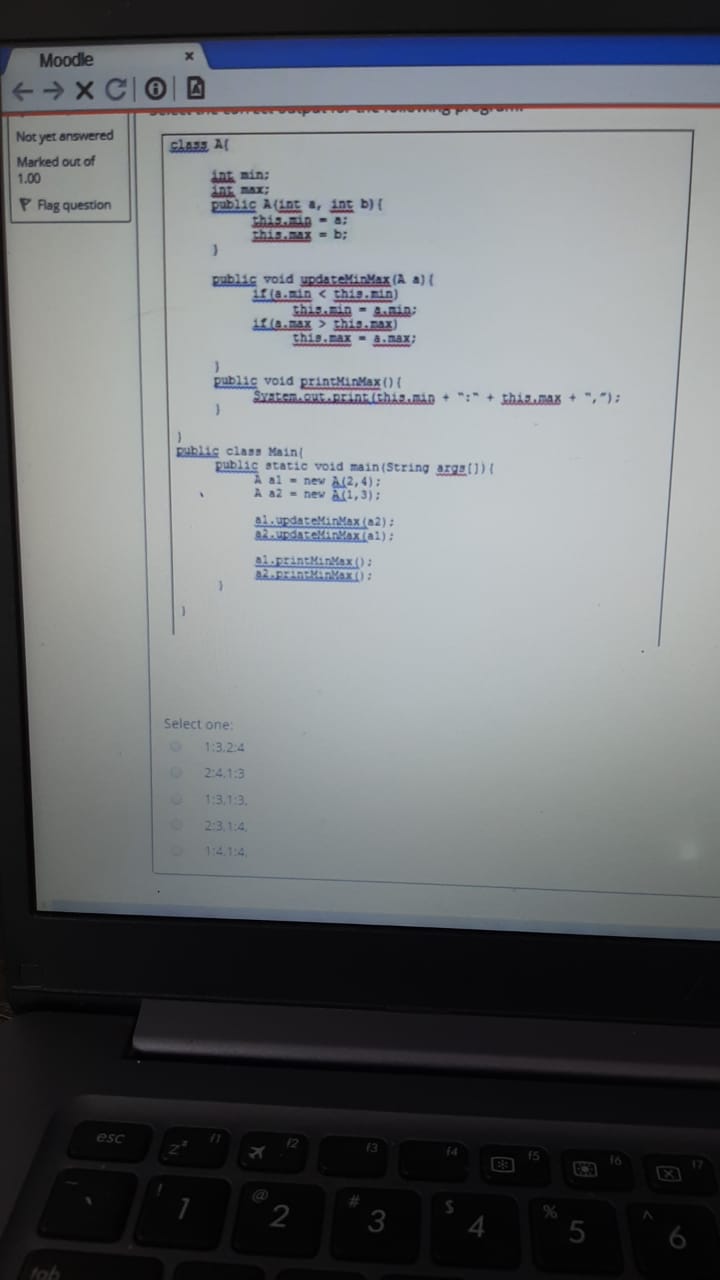 Moodle x
Select the correct output for the following program:
Not yet answered
Marked out of
1.00
Flag question
class A{
int min;
int max;
public A(int a, int b){
this.min = a;
this.max = b;
}
public void updateMinMax(A a){
if(a.min < this.min)
this.min = a.min;
if(a.max > this.max)
this.max = a.max;
}
public void printMinMax(){
System.out.print(this.min + ":" + this.max + ",");
}
}
public class Main{
public static void main(String args[]){
A a1 = new A(2,4);
A a2 = new A(1,3);
a1.updateMinMax(a2);
a2.updateMinMax(a1);
a1.printMinMax();
a2.printMinMax();
}
}
Select one:
1:3,2:4
2:4,1:3
1:3,1:3,
2:3,1:4,
1:4,1:4,
esc f1 f2 f3 f4 f5 f6 f7
z
! @ # $ % ^
1 2 3 4 5 6
tab